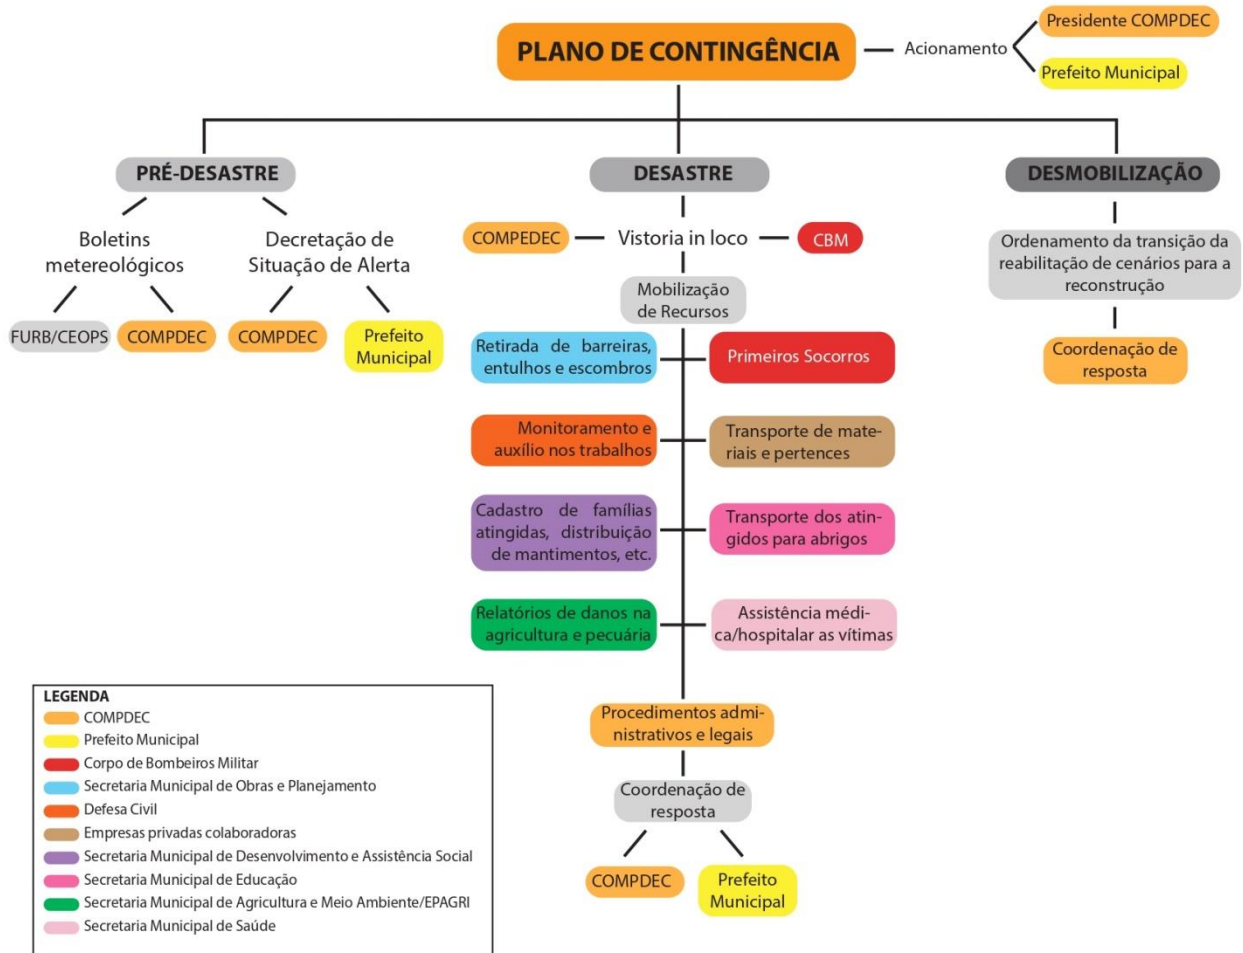 PLANO DE CONTINGÊNCIA
Acionamento
Presidente COMPDEC
Prefeito Municipal
PRÉ-DESASTRE
Boletins
metereológicos
FURB/CEOPS
COMPDEC
Decretação de
Situação de Alerta
COMPDEC
Prefeito
Municipal
DESASTRE
COMPEDEC
Vistoria in loco
CBM
Mobilização
de Recursos
Retirada de barreiras,
entulhos e escombros
Primeiros Socorros
Monitoramento e
auxílio nos trabalhos
Transporte de mate-
riais e pertences
Cadastro de famílias
atingidas, distribuição
de mantimentos, etc.
Transporte dos atin-
gidos para abrigos
Relatórios de danos na
agricultura e pecuária
Assistência médi-
ca/hospitalar as vítimas
Procedimentos admi-
nistrativos e legais
Coordenação de
resposta
COMPDEC
Prefeito
Municipal
DESMOBILIZAÇÃO
Ordenamento da transição da
reabilitação de cenários para a
reconstrução
Coordenação de
resposta
LEGENDA
COMPDEC
Prefeito Municipal
Corpo de Bombeiros Militar
Secretaria Municipal de Obras e Planejamento
Defesa Civil
Empresas privadas colaboradoras
Secretaria Municipal de Desenvolvimento e Assistência Social
Secretaria Municipal de Educação
Secretaria Municipal de Agricultura e Meio Ambiente/EPAGRI
Secretaria Municipal de Saúde